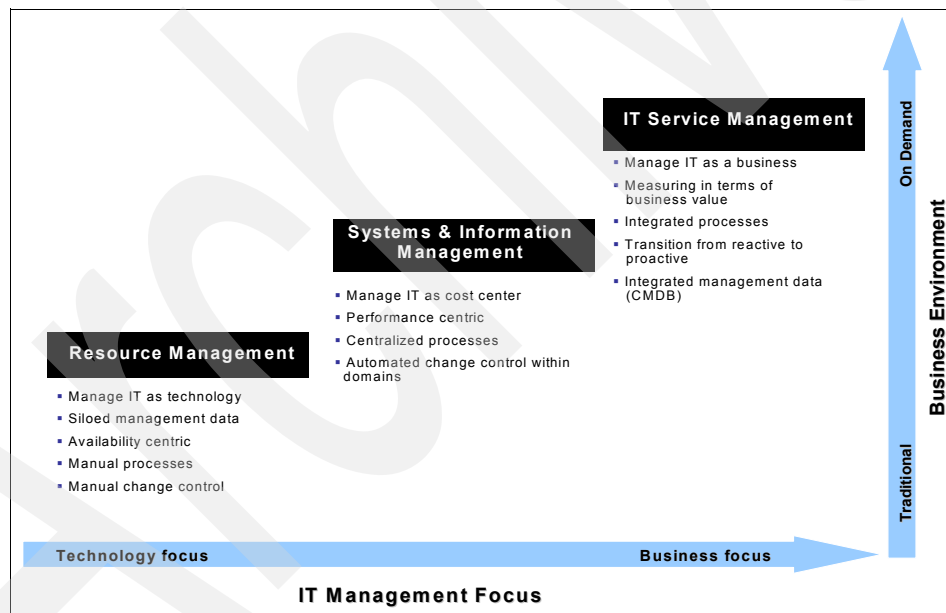 IT Service Management
▪ Manage IT as a business
▪ Measuring in terms of
business value
▪ Integrated processes
▪ Transition from reactive to
proactive
▪ Integrated management data
(CMDB)
Systems & Information
Management
▪ Manage IT as cost center
▪ Performance centric
▪ Centralized processes
▪ Automated change control within
domains
Resource Management
▪ Manage IT as technology
▪ Siloed management data
▪ Availability centric
▪ Manual processes
▪ Manual change control
On Demand
Traditional
Business Environment
Technology focus
Business focus
IT Management Focus